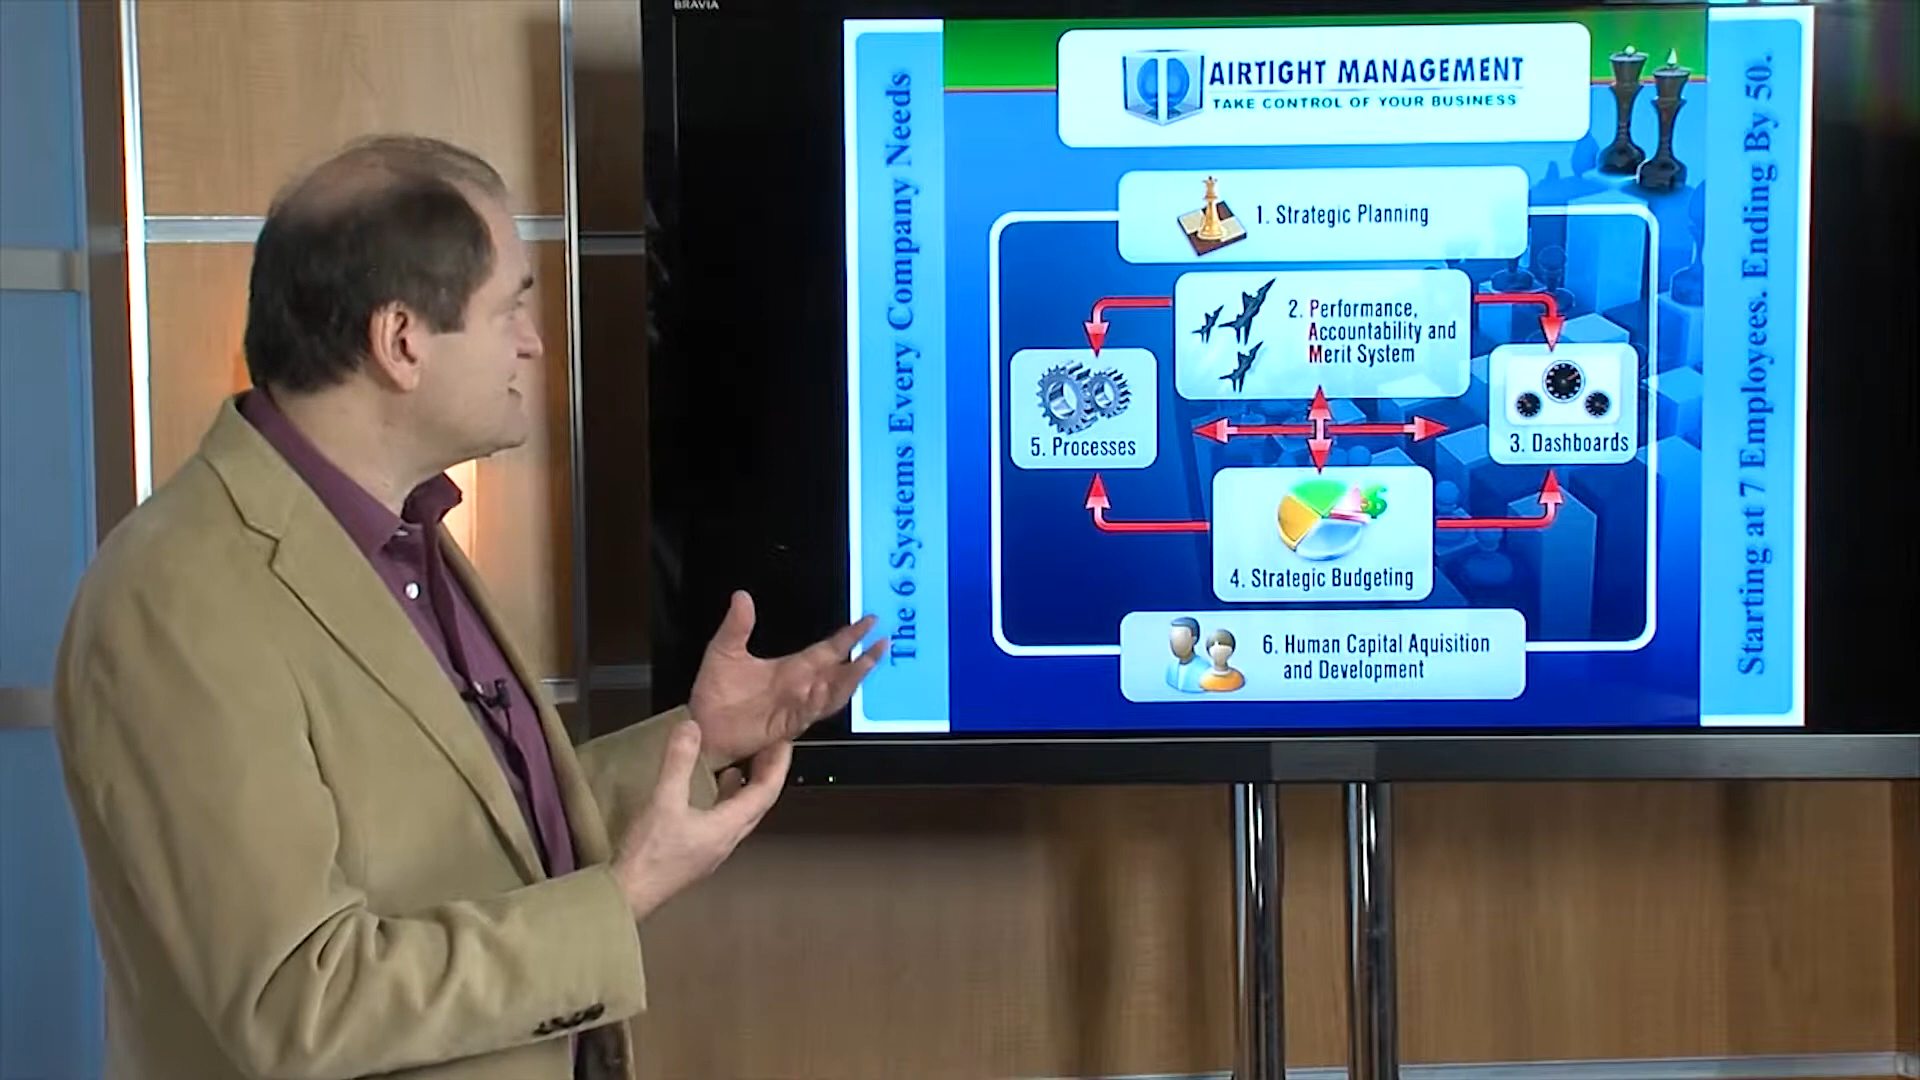 BRAVIA
The 6 Systems Every Company Needs
AIRTIGHT MANAGEMENT
TAKE CONTROL OF YOUR BUSINESS
1. Strategic Planning
2. Performance,
Accountability and
Merit System
5. Processes
3. Dashboards
4. Strategic Budgeting
6. Human Capital Aquisition
and Development
Starting at 7 Employees. Ending By 50.